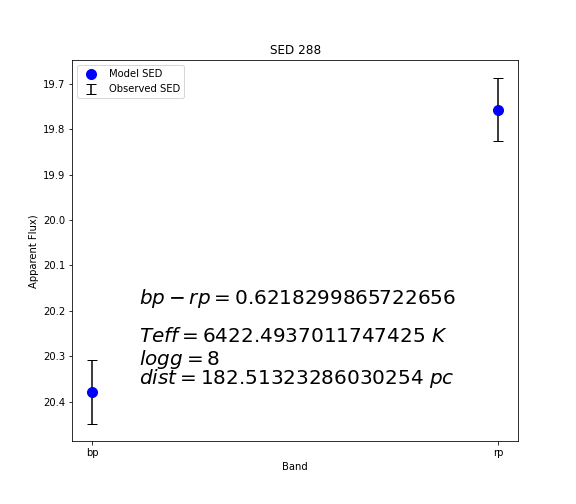 SED 288
Model SED
Observed SED
Apparent Flux)
19.7
19.8
19.9
20.0
20.1
20.2
20.3
20.4
bp − rp = 0.6218299865722656
Teff = 6422.4937011747425 K
logg = 8
dist = 182.51323286030254 pc
bp
rp
Band